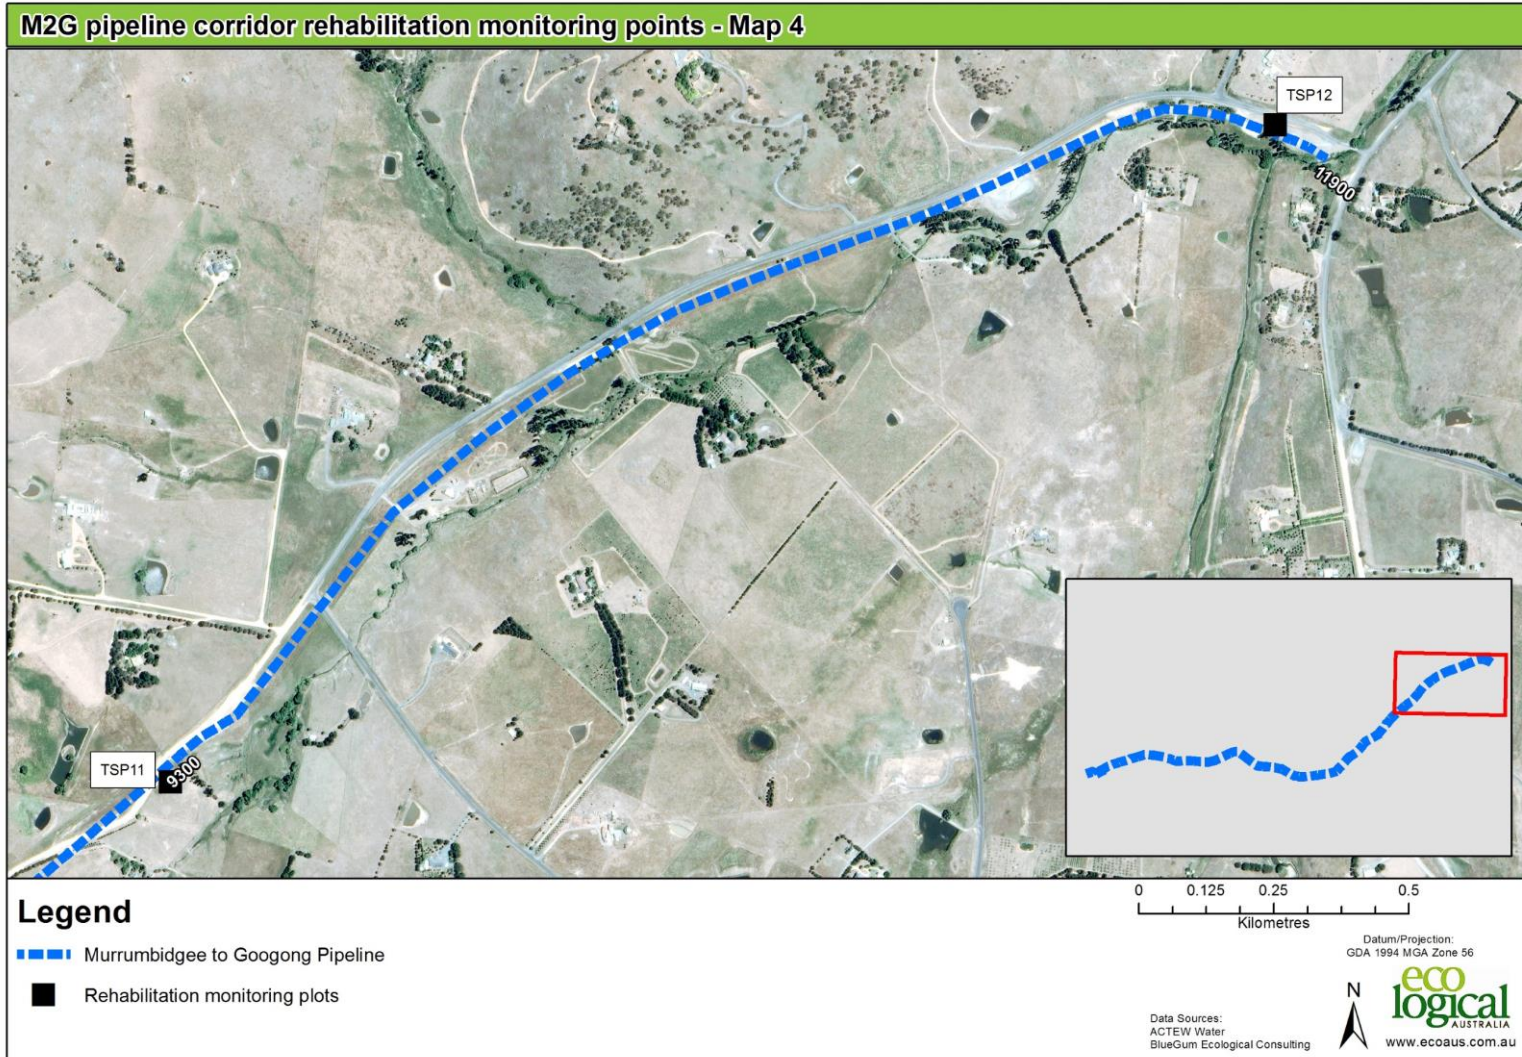 M2G pipeline corridor rehabilitation monitoring points - Map 4
TSP12
11900
TSP11
9300
Legend
Murrumbidgee to Googong Pipeline
Rehabilitation monitoring plots
0 0.125 0.25 0.5
Kilometres
Datum/Projection:
GDA 1994 MGA Zone 56
Data Sources:
ACTEW Water
BlueGum Ecological Consulting
N
eco
logical
AUSTRALIA
www.ecoaus.com.au